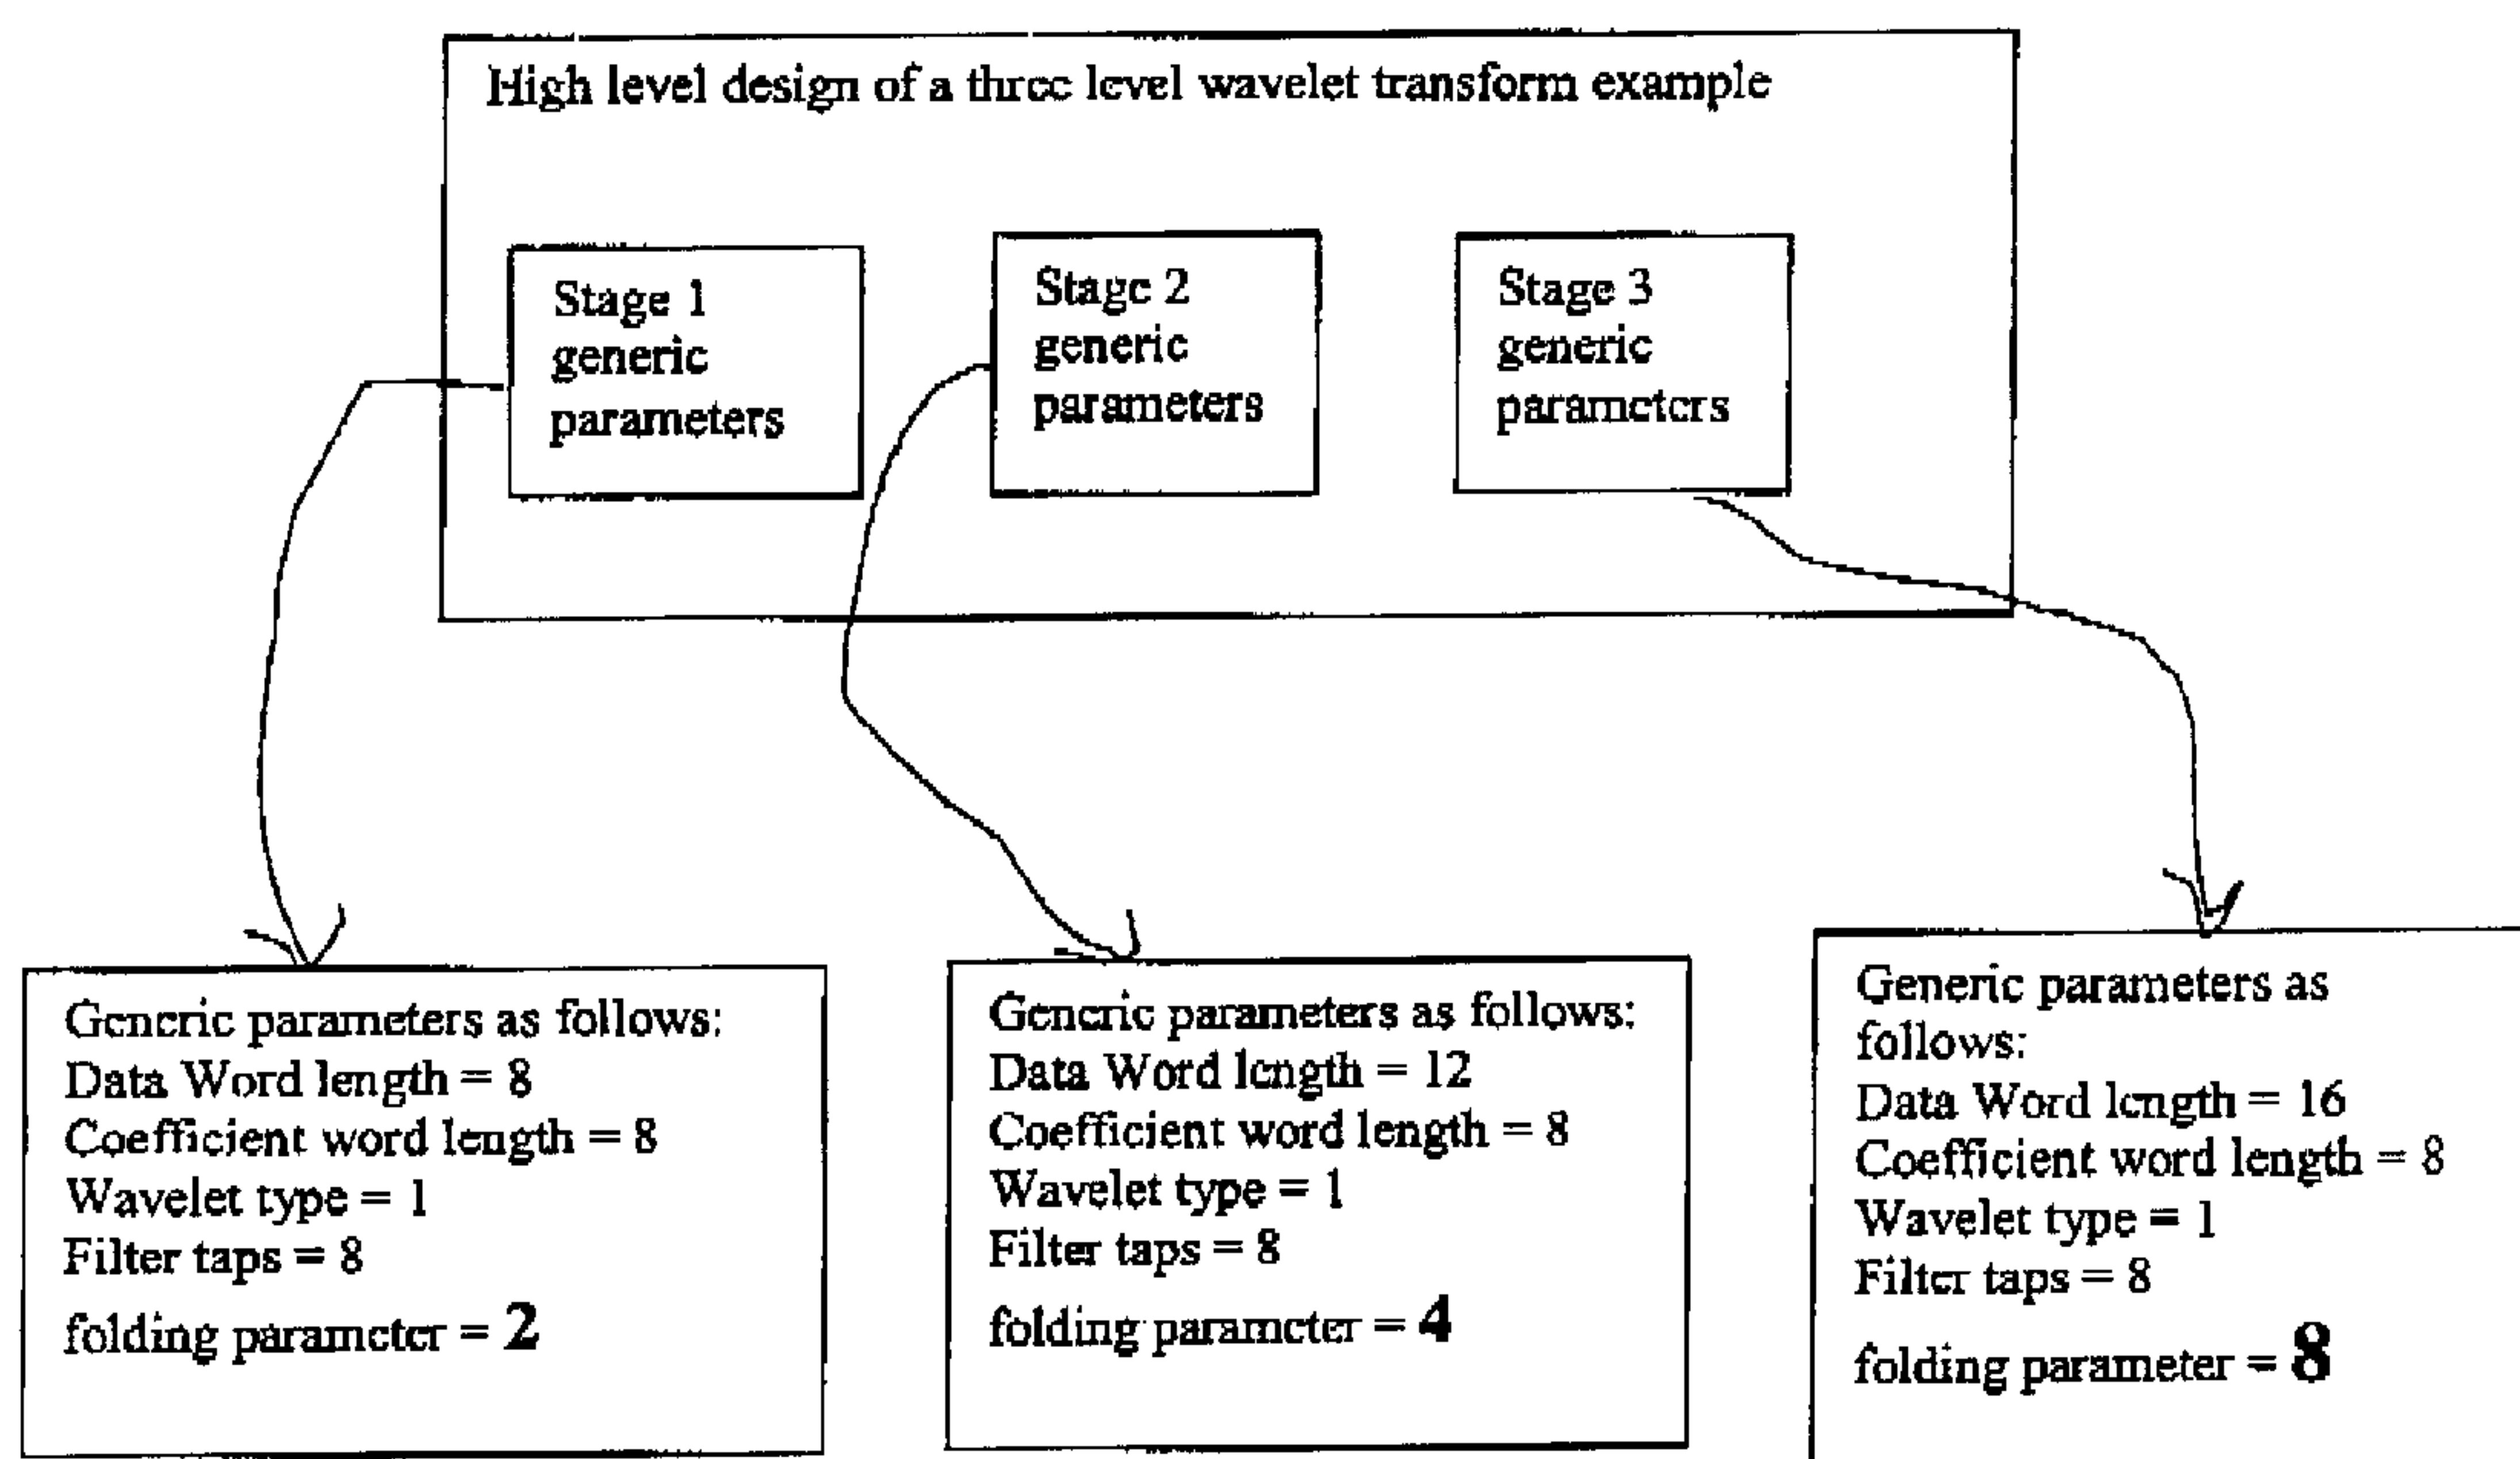 High level design of a three level wavelet transform example
Stage 1
generic
parameters
Stage 2
generic
parameters
Stage 3
generic
parameters
Generic parameters as follows:
Data Word length = 8
Coefficient word length = 8
Wavelet type = 1
Filter taps = 8
folding parameter = 2
Generic parameters as follows:
Data Word length = 12
Coefficient word length = 8
Wavelet type = 1
Filter taps = 8
folding parameter = 4
Generic parameters as
follows:
Data Word length = 16
Coefficient word length = 8
Wavelet type = 1
Filter taps = 8
folding parameter = 8